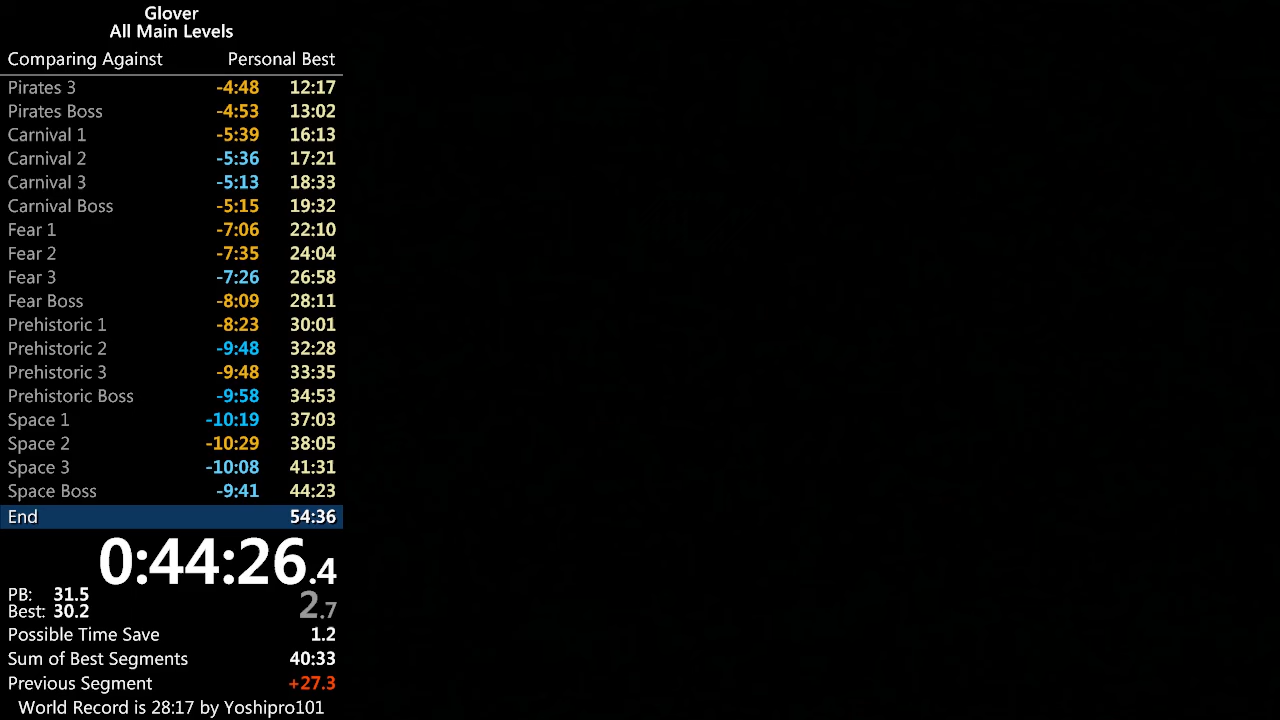 Glover
All Main Levels
Comparing Against Personal Best
Pirates 3 -4:48 12:17
Pirates Boss -4:53 13:02
Carnival 1 -5:39 16:13
Carnival 2 -5:36 17:21
Carnival 3 -5:13 18:33
Carnival Boss -5:15 19:32
Fear 1 -7:06 22:10
Fear 2 -7:35 24:04
Fear 3 -7:26 26:58
Fear Boss -8:09 28:11
Prehistoric 1 -8:23 30:01
Prehistoric 2 -9:48 32:28
Prehistoric 3 -9:48 33:35
Prehistoric Boss -9:58 34:53
Space 1 -10:19 37:03
Space 2 -10:29 38:05
Space 3 -10:08 41:31
Space Boss -9:41 44:23
End 54:36
0:44:26.4
PB: 31.5
Best: 30.2 2.7
Possible Time Save 1.2
Sum of Best Segments 40:33
Previous Segment +27.3
World Record is 28:17 by Yoshipro101